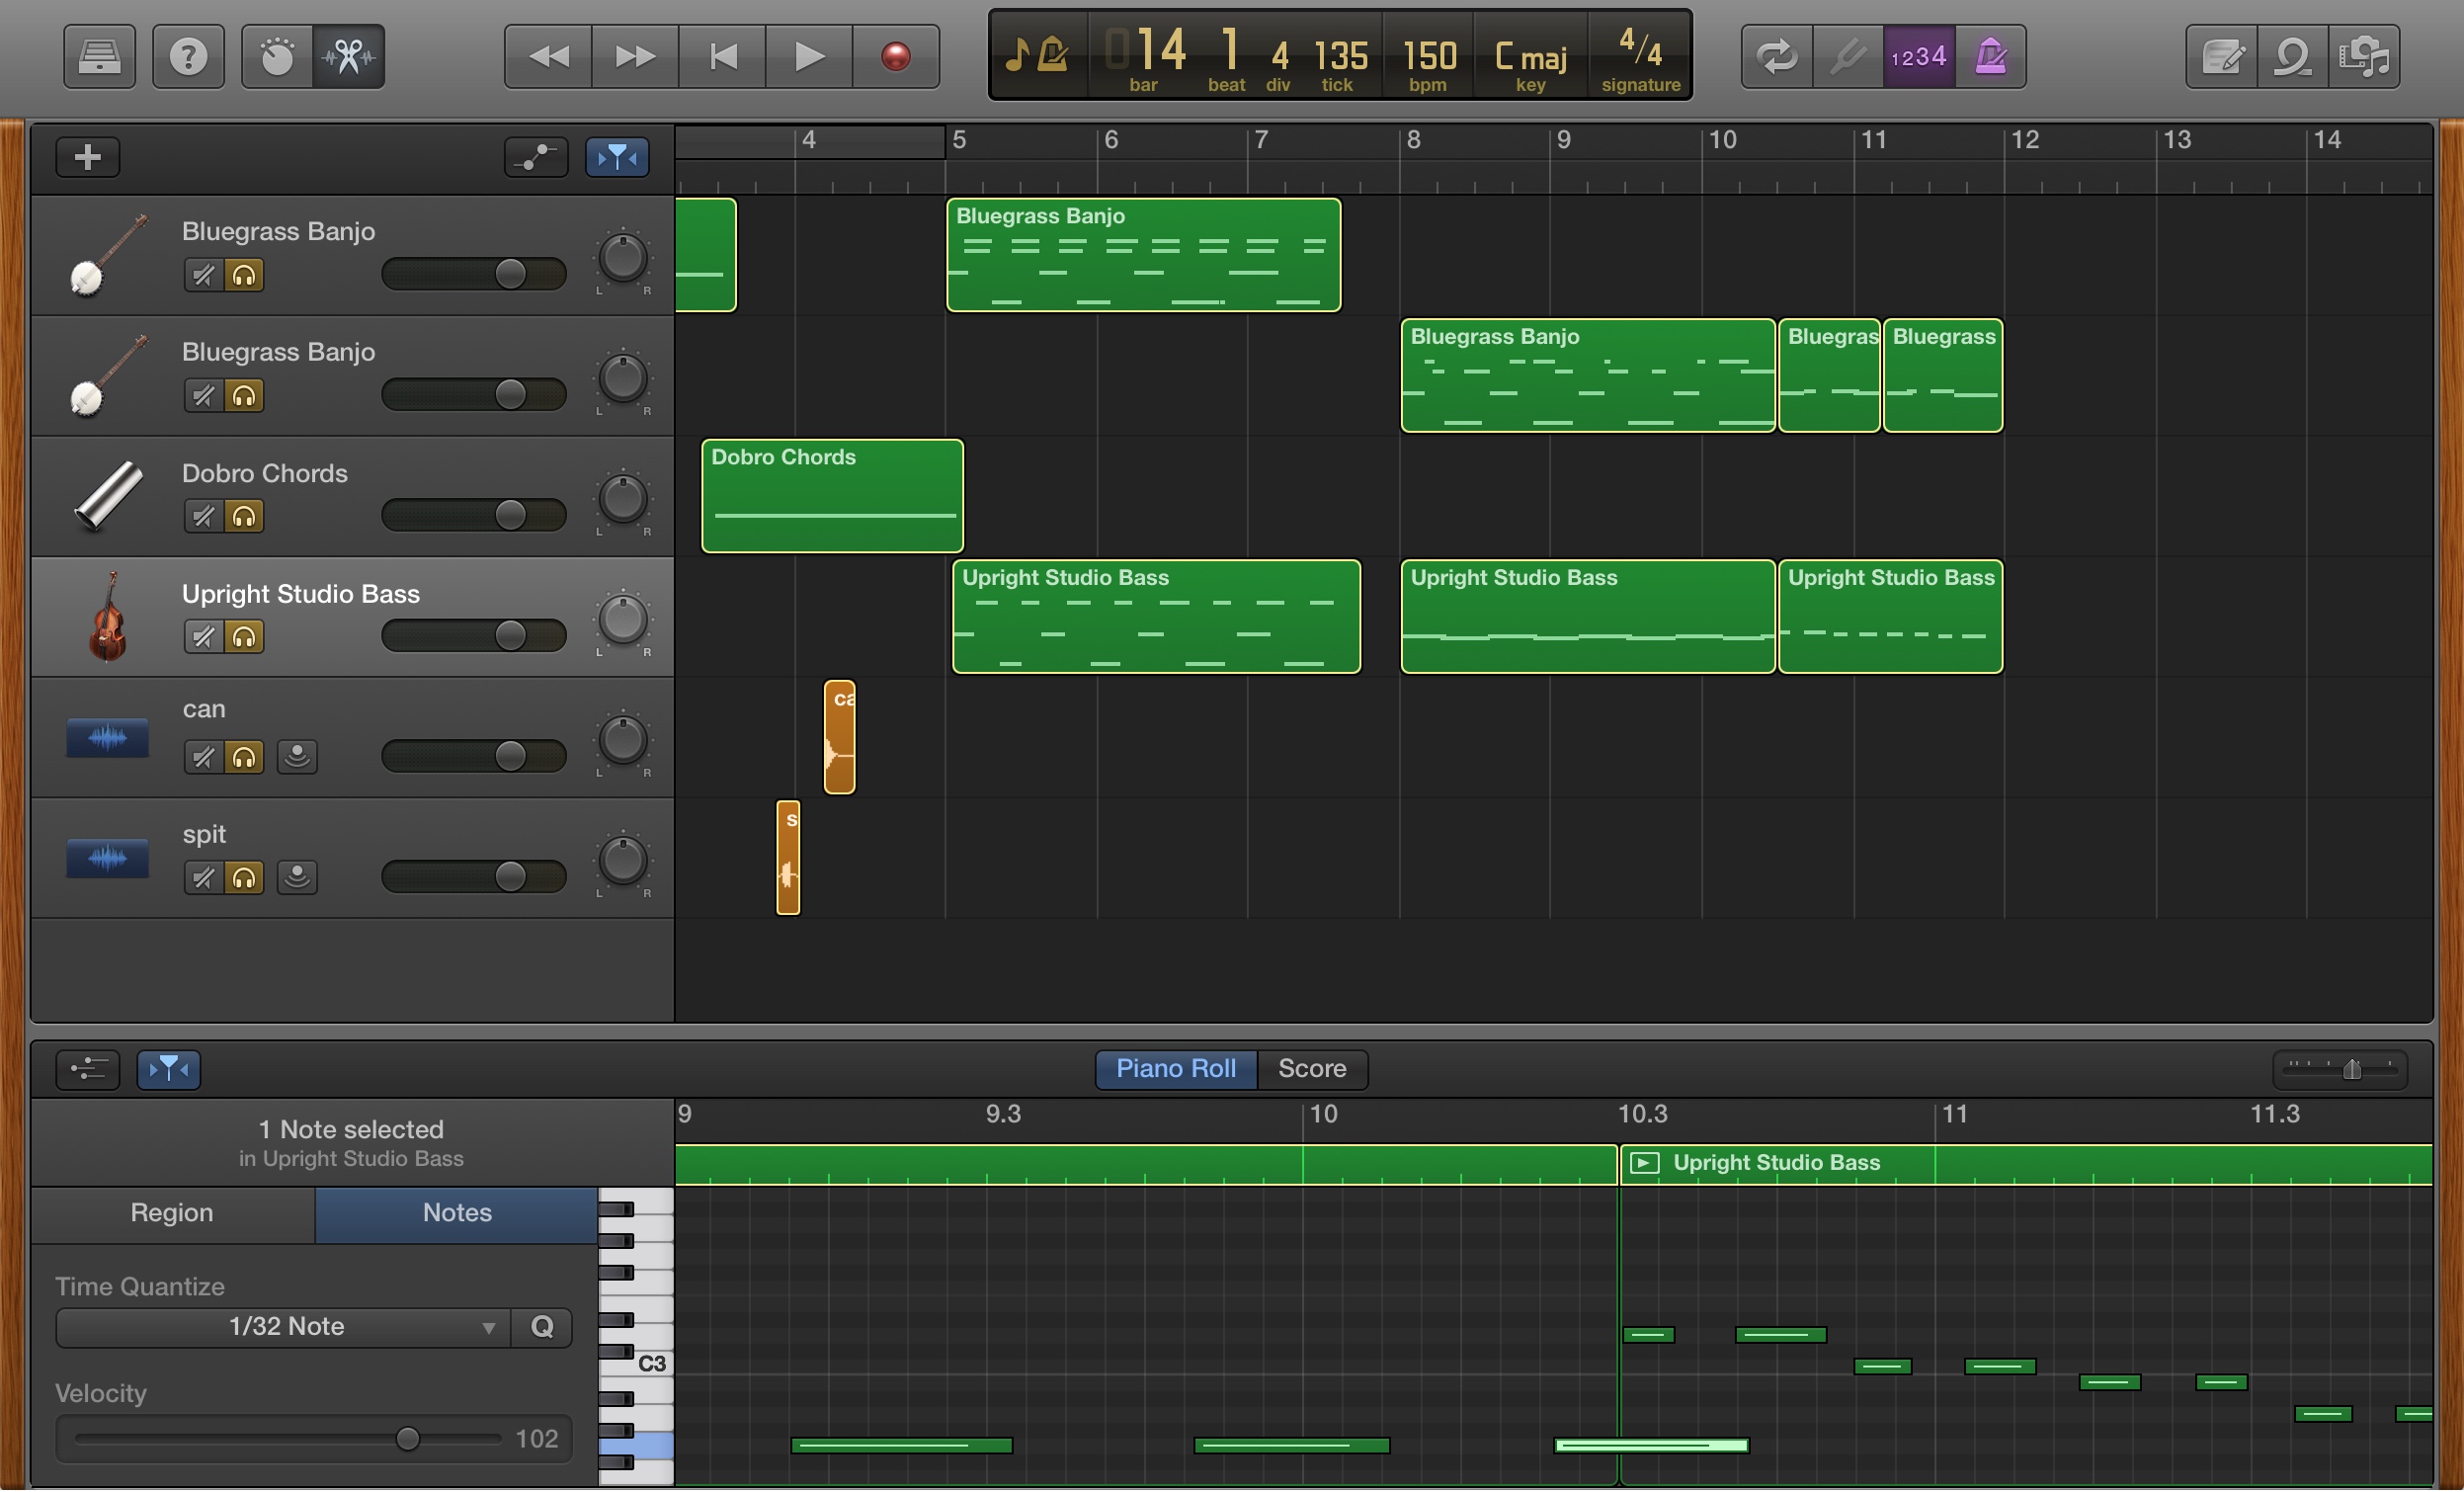 ?
014 1 4 135 150 C maj 4/4
bar beat div tick bpm key signature
1234
4 5 6 7 8 9 10 11 12 13 14
Bluegrass Banjo
L R
Bluegrass Banjo
Bluegrass Banjo
L R
Bluegrass Banjo
Bluegras
Bluegrass
Dobro Chords
L R
Dobro Chords
Upright Studio Bass
L R
Upright Studio Bass
Upright Studio Bass
Upright Studio Bass
can
L R
ca
spit
L R
s
Piano Roll Score
1 Note selected
in Upright Studio Bass
9 9.3 10 10.3 11 11.3
Upright Studio Bass
Region Notes
Time Quantize
1/32 Note Q
C3
Velocity
102